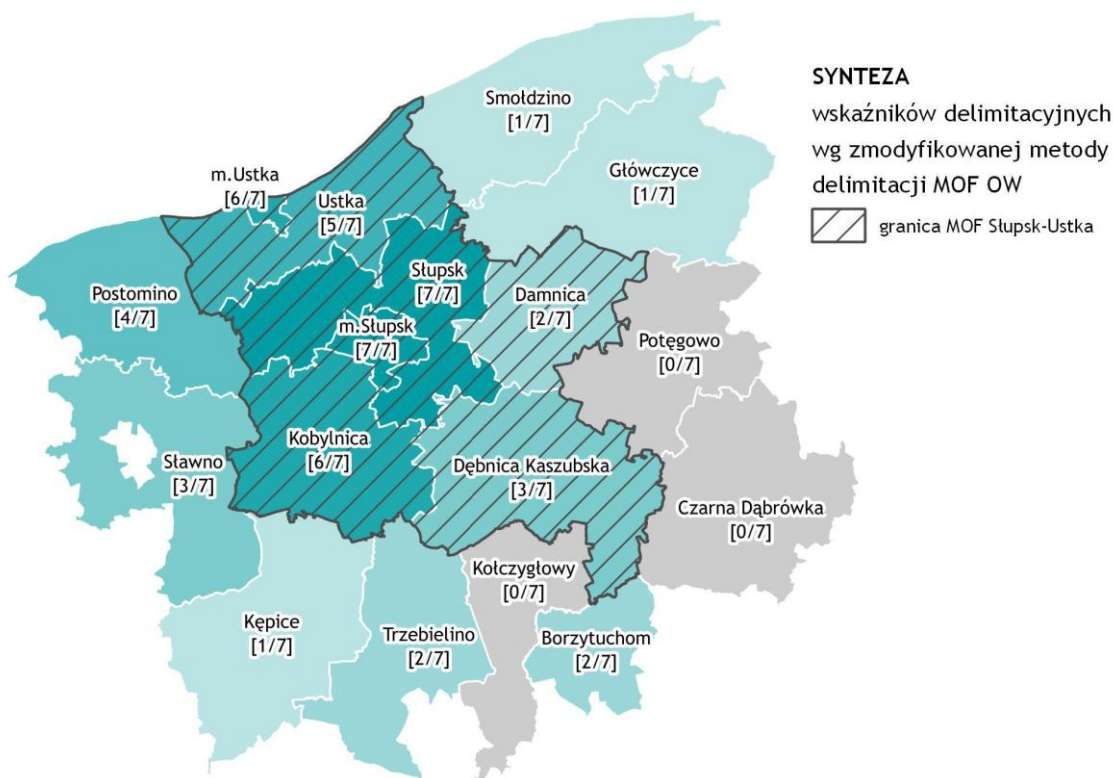 SYNTEZA
wskaźników delimitacyjnych
wg zmodyfikowanej metody
delimitacji MOF OW
granica MOF Słupsk-Ustka
Smołdzino
[1/7]
Główczyce
[1/7]
m.Ustka
[6/7]
Ustka
[5/7]
Słupsk
[7/7]
Damnica
[2/7]
Postomino
[4/7]
m.Słupsk
[7/7]
Potęgowo
[0/7]
Kobylnica
[6/7]
Dębnica Kaszubska
[3/7]
Sławno
[3/7]
Czarna Dąbrówka
[0/7]
Kołczygłowy
[0/7]
Kępice
[1/7]
Trzebielino
[2/7]
Borzytuchom
[2/7]